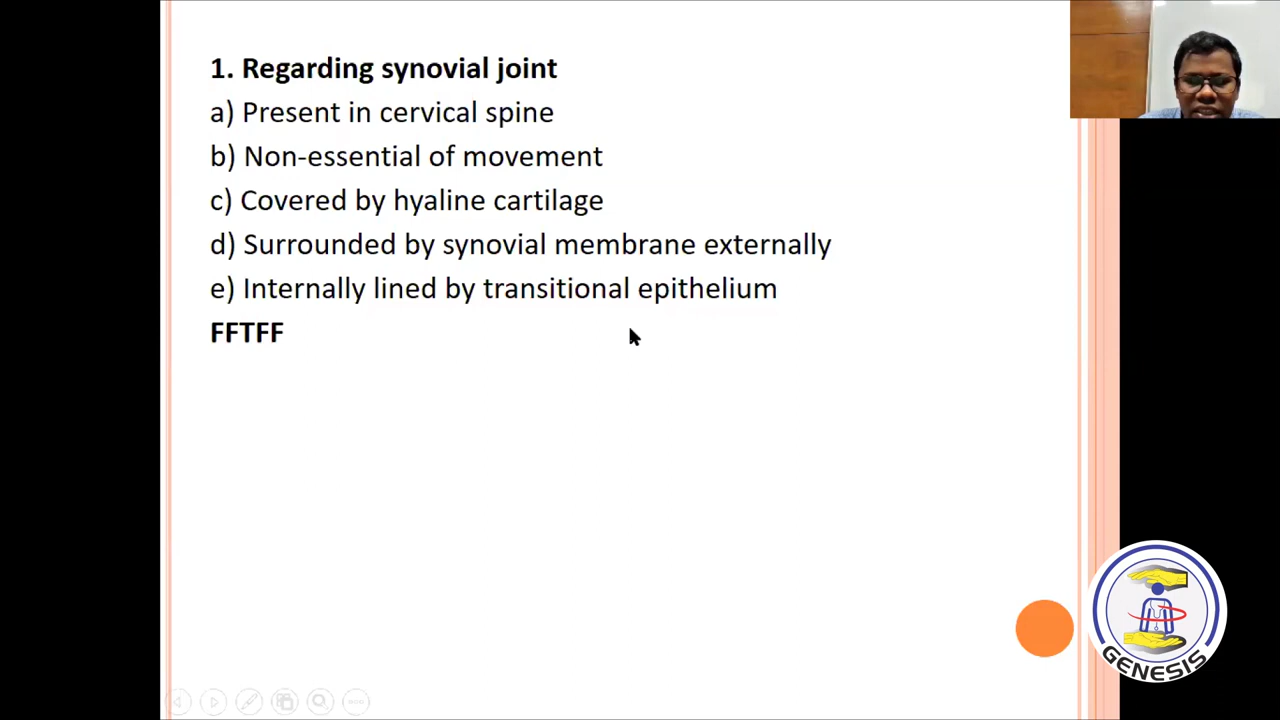 1. Regarding synovial joint
a) Present in cervical spine
b) Non-essential of movement
c) Covered by hyaline cartilage
d) Surrounded by synovial membrane externally
e) Internally lined by transitional epithelium
FFTFF
GENESIS